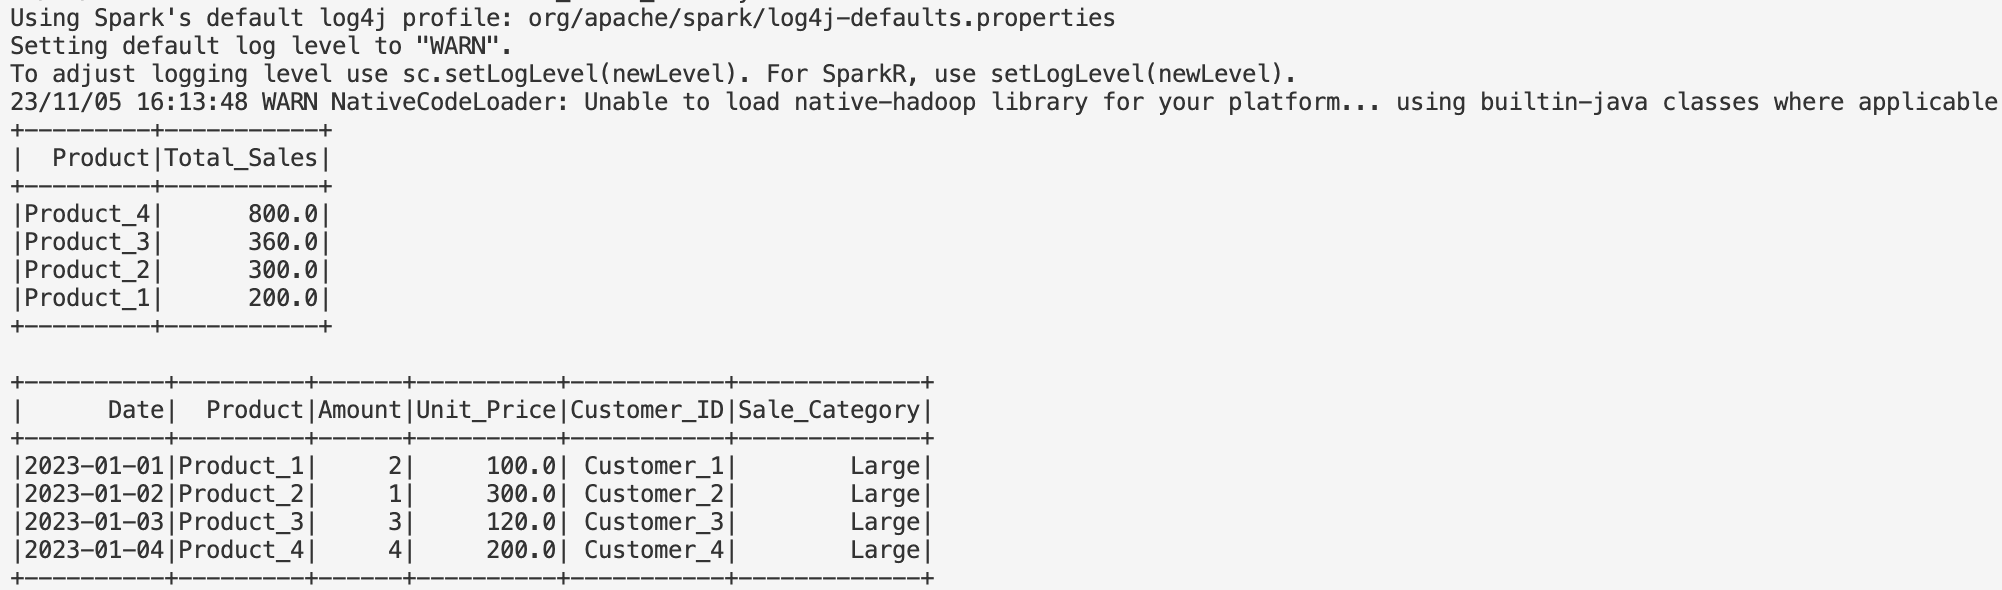 Using Spark's default log4j profile: org/apache/spark/log4j-defaults.properties
Setting default log level to "WARN".
To adjust logging level use sc.setLogLevel(newLevel). For SparkR, use setLogLevel(newLevel).
23/11/05 16:13:48 WARN NativeCodeLoader: Unable to load native-hadoop library for your platform... using builtin-java classes where applicable
+---------+-----------+
|  Product|Total_Sales|
+---------+-----------+
|Product_4|      800.0|
|Product_3|      360.0|
|Product_2|      300.0|
|Product_1|      200.0|
+---------+-----------+

+----------+---------+------+----------+-----------+-------------+
|      Date|  Product|Amount|Unit_Price|Customer_ID|Sale_Category|
+----------+---------+------+----------+-----------+-------------+
|2023-01-01|Product_1|     2|     100.0| Customer_1|        Large|
|2023-01-02|Product_2|     1|     300.0| Customer_2|        Large|
|2023-01-03|Product_3|     3|     120.0| Customer_3|        Large|
|2023-01-04|Product_4|     4|     200.0| Customer_4|        Large|
+----------+---------+------+----------+-----------+-------------+